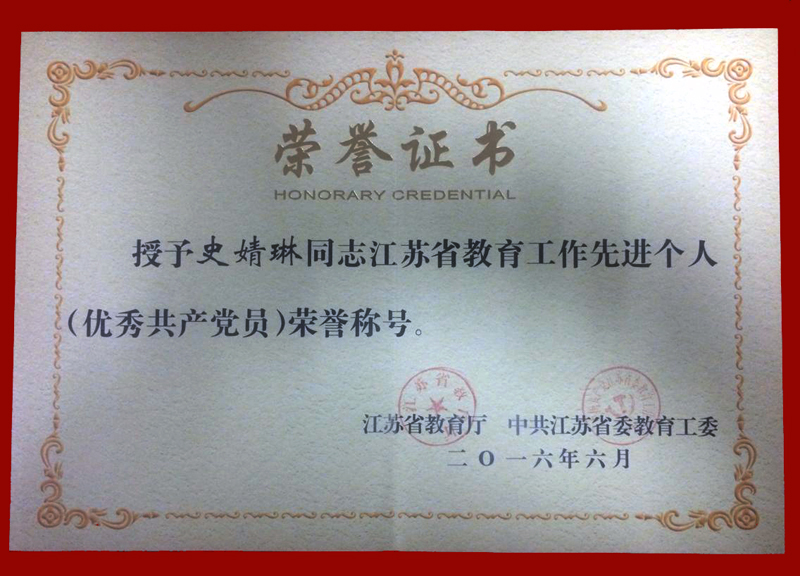 荣誉证书
HONORARY CREDENTIAL
授予史婧琳同志江苏省教育工作先进个人
(优秀共产党员)荣誉称号。
江苏省教育厅 中共江苏省委教育工委
二〇一六年六月